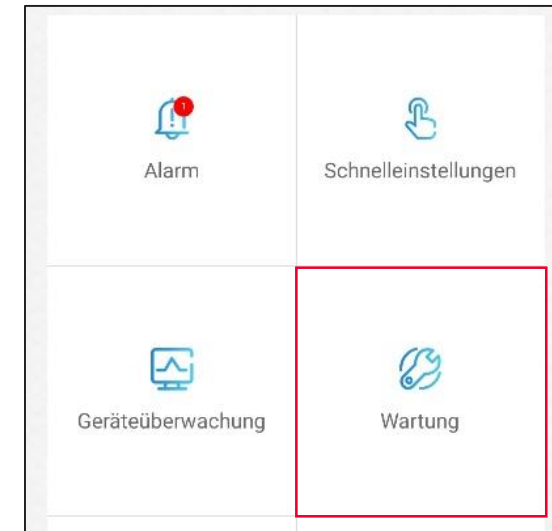 1
Alarm
Schnelleinstellungen
Geräteüberwachung
Wartung